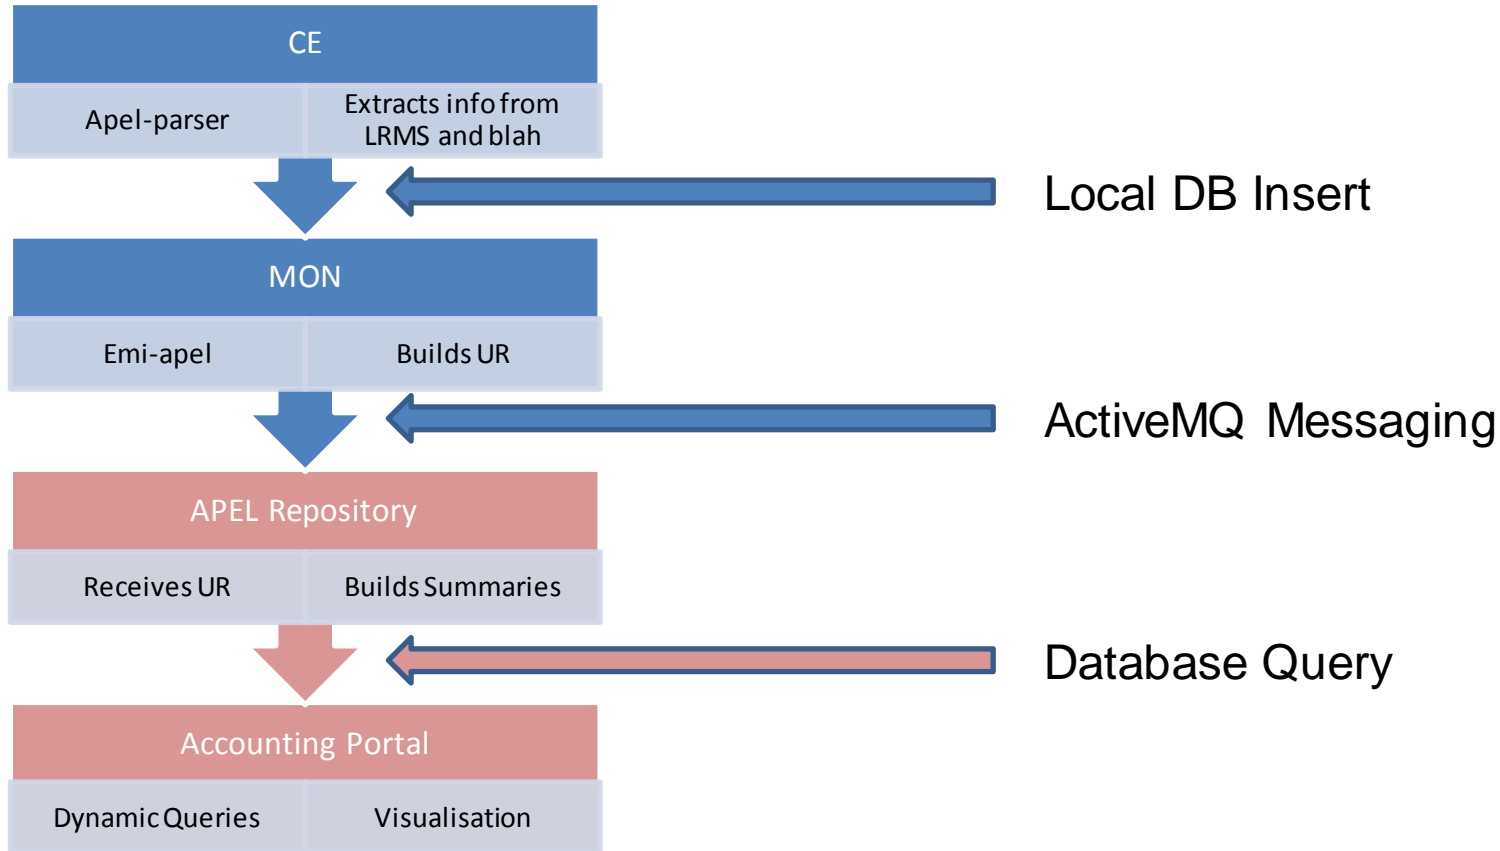 CE
Apel-parser
Extracts info from
LRMS and blah
Local DB Insert
MON
Emi-apel
Builds UR
ActiveMQ Messaging
APEL Repository
Receives UR
Builds Summaries
Database Query
Accounting Portal
Dynamic Queries
Visualisation